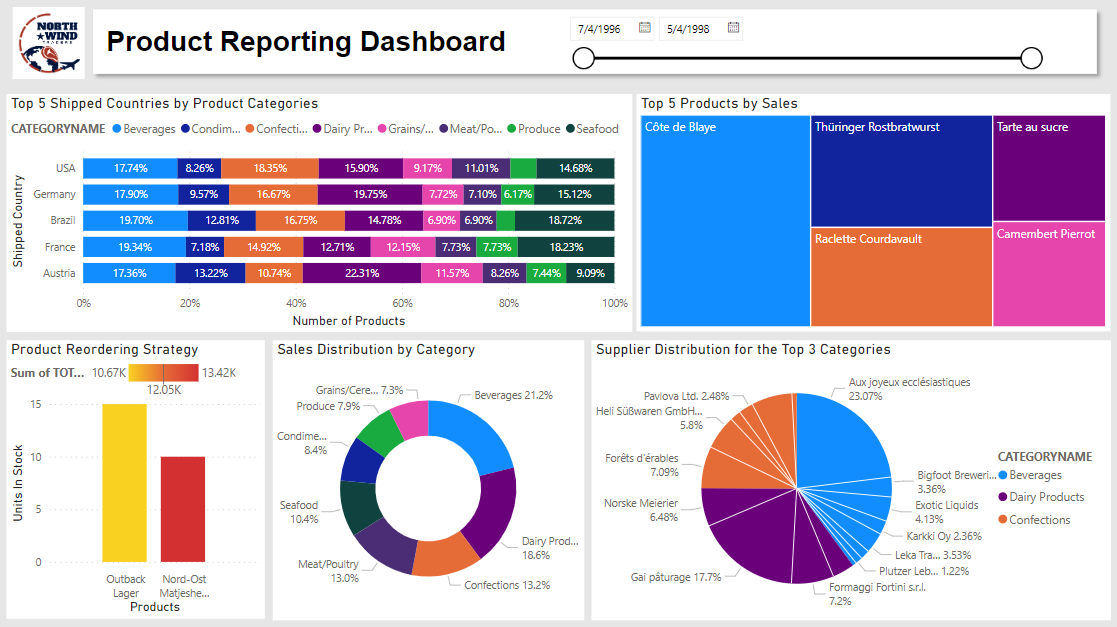 NORTH
WIND
TRADERS
Product Reporting Dashboard
7/4/1996
5/4/1998
Top 5 Shipped Countries by Product Categories
CATEGORYNAME Beverages Condim... Confecti... Dairy Pr... Grains/... Meat/Po... Produce Seafood
Shipped Country
USA 17.74% 8.26% 18.35% 15.90% 9.17% 11.01% 14.68%
Germany 17.90% 9.57% 16.67% 19.75% 7.72% 7.10% 6.17% 15.12%
Brazil 19.70% 12.81% 16.75% 14.78% 6.90% 6.90% 18.72%
France 19.34% 7.18% 14.92% 12.71% 12.15% 7.73% 7.73% 18.23%
Austria 17.36% 13.22% 10.74% 22.31% 11.57% 8.26% 7.44% 9.09%
0% 20% 40% 60% 80% 100%
Number of Products
Top 5 Products by Sales
Côte de Blaye
Thüringer Rostbratwurst
Tarte au sucre
Raclette Courdavault
Camembert Pierrot
Product Reordering Strategy
Sum of TOT... 10.67K 13.42K
12.05K
Units In Stock
15
10
5
0
Outback
Lager
Nord-Ost
Matjeshe...
Products
Sales Distribution by Category
Beverages 21.2%
Dairy Prod...
18.6%
Confections 13.2%
Meat/Poultry
13.0%
Seafood
10.4%
Condime...
8.4%
Produce 7.9%
Grains/Cere... 7.3%
Supplier Distribution for the Top 3 Categories
Aux joyeux ecclésiastiques
23.07%
Bigfoot Breweri...
3.36%
Exotic Liquids
4.13%
Karkki Oy 2.36%
Leka Tra... 3.53%
Plutzer Leb... 1.22%
Formaggi Fortini s.r.l.
7.2%
Gai pâturage 17.7%
Norske Meierier
6.48%
Forêts d'érables
7.09%
Heli Süßwaren GmbH...
5.8%
Pavlova Ltd. 2.48%
CATEGORYNAME
Beverages
Dairy Products
Confections